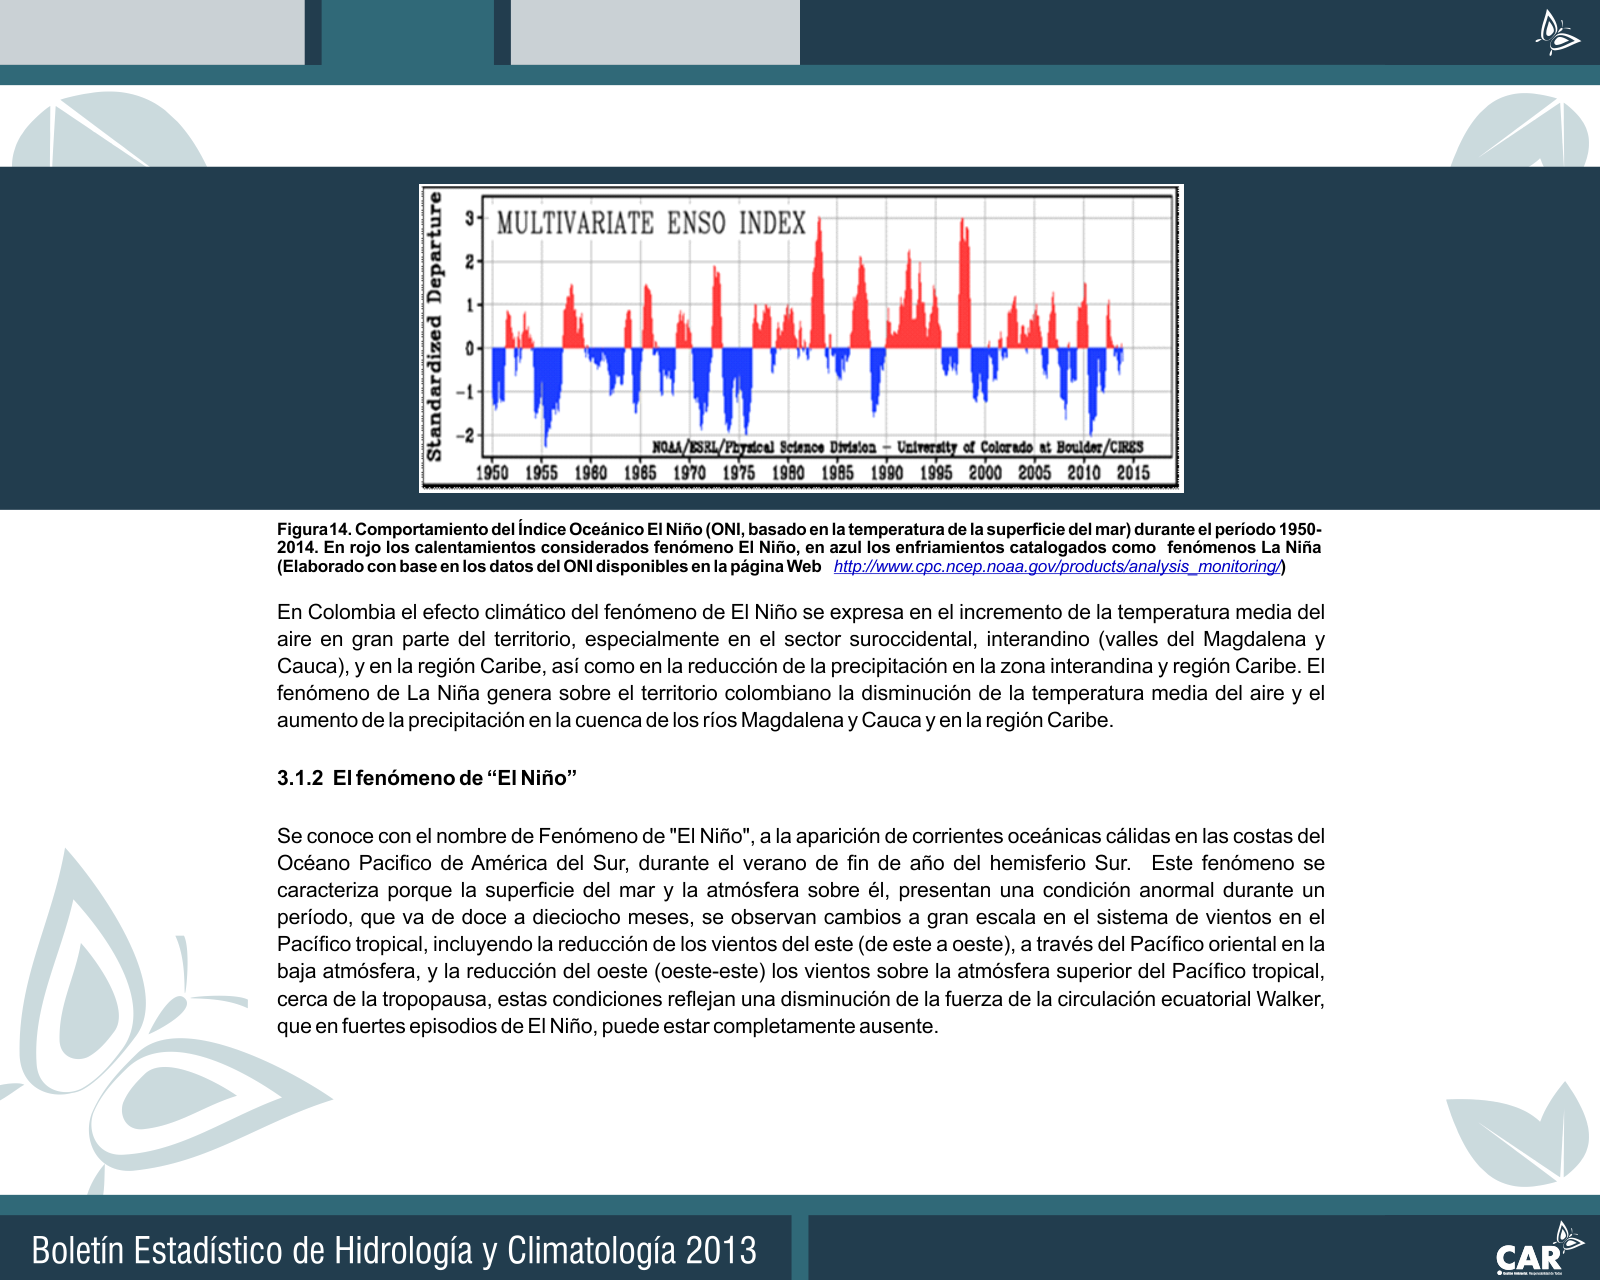 MULTIVARIATE ENSO INDEX
Standardized Departure
3
2
1
0
-1
-2
NOAA/ESRL/Physical Science Division – University of Colorado at Boulder/CIRES
1950 1955 1960 1965 1970 1975 1980 1985 1990 1995 2000 2005 2010 2015
Figura14. Comportamiento del Índice Oceánico El Niño (ONI, basado en la temperatura de la superficie del mar) durante el período 1950-
2014. En rojo los calentamientos considerados fenómeno El Niño, en azul los enfriamientos catalogados como fenómenos La Niña
(Elaborado con base en los datos del ONI disponibles en la página Web http://www.cpc.ncep.noaa.gov/products/analysis_monitoring/)
En Colombia el efecto climático del fenómeno de El Niño se expresa en el incremento de la temperatura media del
aire en gran parte del territorio, especialmente en el sector suroccidental, interandino (valles del Magdalena y
Cauca), y en la región Caribe, así como en la reducción de la precipitación en la zona interandina y región Caribe. El
fenómeno de La Niña genera sobre el territorio colombiano la disminución de la temperatura media del aire y el
aumento de la precipitación en la cuenca de los ríos Magdalena y Cauca y en la región Caribe.
3.1.2 El fenómeno de “El Niño”
Se conoce con el nombre de Fenómeno de "El Niño", a la aparición de corrientes oceánicas cálidas en las costas del
Océano Pacifico de América del Sur, durante el verano de fin de año del hemisferio Sur. Este fenómeno se
caracteriza porque la superficie del mar y la atmósfera sobre él, presentan una condición anormal durante un
período, que va de doce a dieciocho meses, se observan cambios a gran escala en el sistema de vientos en el
Pacífico tropical, incluyendo la reducción de los vientos del este (de este a oeste), a través del Pacífico oriental en la
baja atmósfera, y la reducción del oeste (oeste-este) los vientos sobre la atmósfera superior del Pacífico tropical,
cerca de la tropopausa, estas condiciones reflejan una disminución de la fuerza de la circulación ecuatorial Walker,
que en fuertes episodios de El Niño, puede estar completamente ausente.
Boletín Estadístico de Hidrología y Climatología 2013
CAR